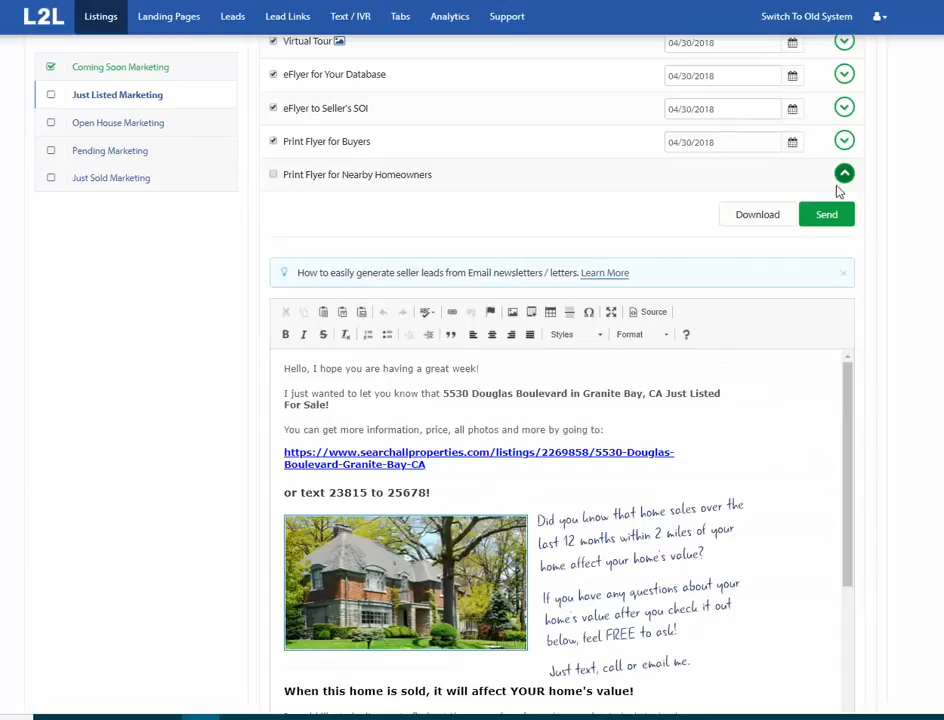 L2L Listings Landing Pages Leads Lead Links Text / IVR Tabs Analytics Support Switch To Old System
Coming Soon Marketing
Just Listed Marketing
Open House Marketing
Pending Marketing
Just Sold Marketing
Virtual Tour 04/30/2018
eFlyer for Your Database 04/30/2018
eFlyer to Seller's SOI 04/30/2018
Print Flyer for Buyers 04/30/2018
Print Flyer for Nearby Homeowners
Download Send
How to easily generate seller leads from Email newsletters / letters. Learn More ×
Ω Source
B I S Tx Styles Format ?
Hello, I hope you are having a great week!
I just wanted to let you know that 5530 Douglas Boulevard in Granite Bay, CA Just Listed
For Sale!
You can get more information, price, all photos and more by going to:
https://www.searchallproperties.com/listings/2269858/5530-Douglas-
Boulevard-Granite-Bay-CA
or text 23815 to 25678!
Did you know that home sales over the
last 12 months within 2 miles of your
home affect your home's value?
If you have any questions about your
home's value after you check it out
below, feel FREE to ask!
Just text, call or email me.
When this home is sold, it will affect YOUR home's value!